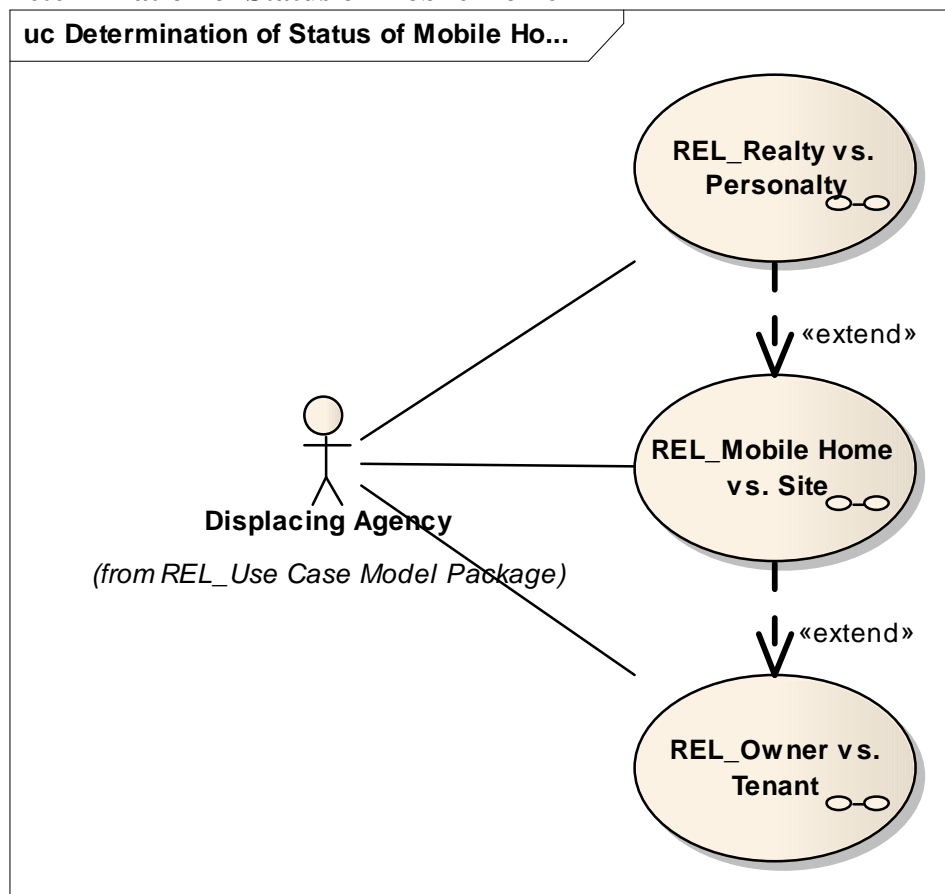 uc Determination of Status of Mobile Ho...
REL_Realty vs.
Personalty
«extend»
REL_Mobile Home
vs. Site
Displacing Agency
(from REL_Use Case Model Package)
«extend»
REL_Owner vs.
Tenant